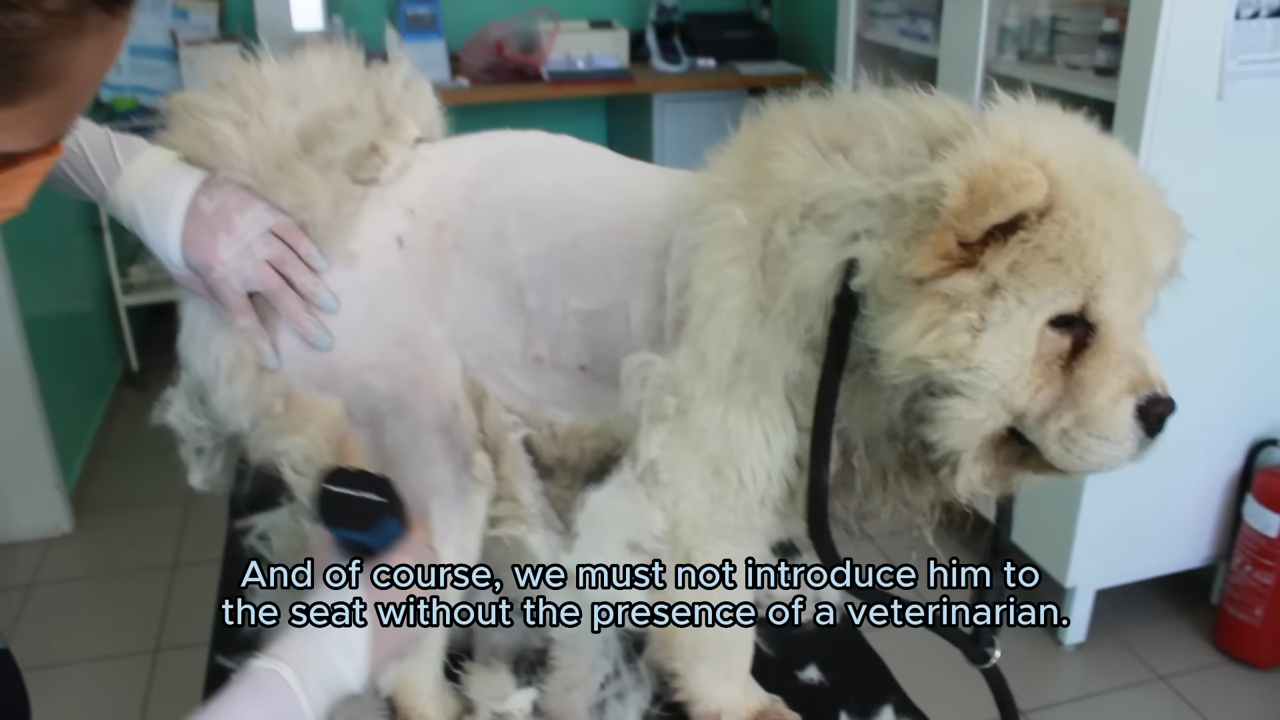 And of course, we must not introduce him to
the seat without the presence of a veterinarian.